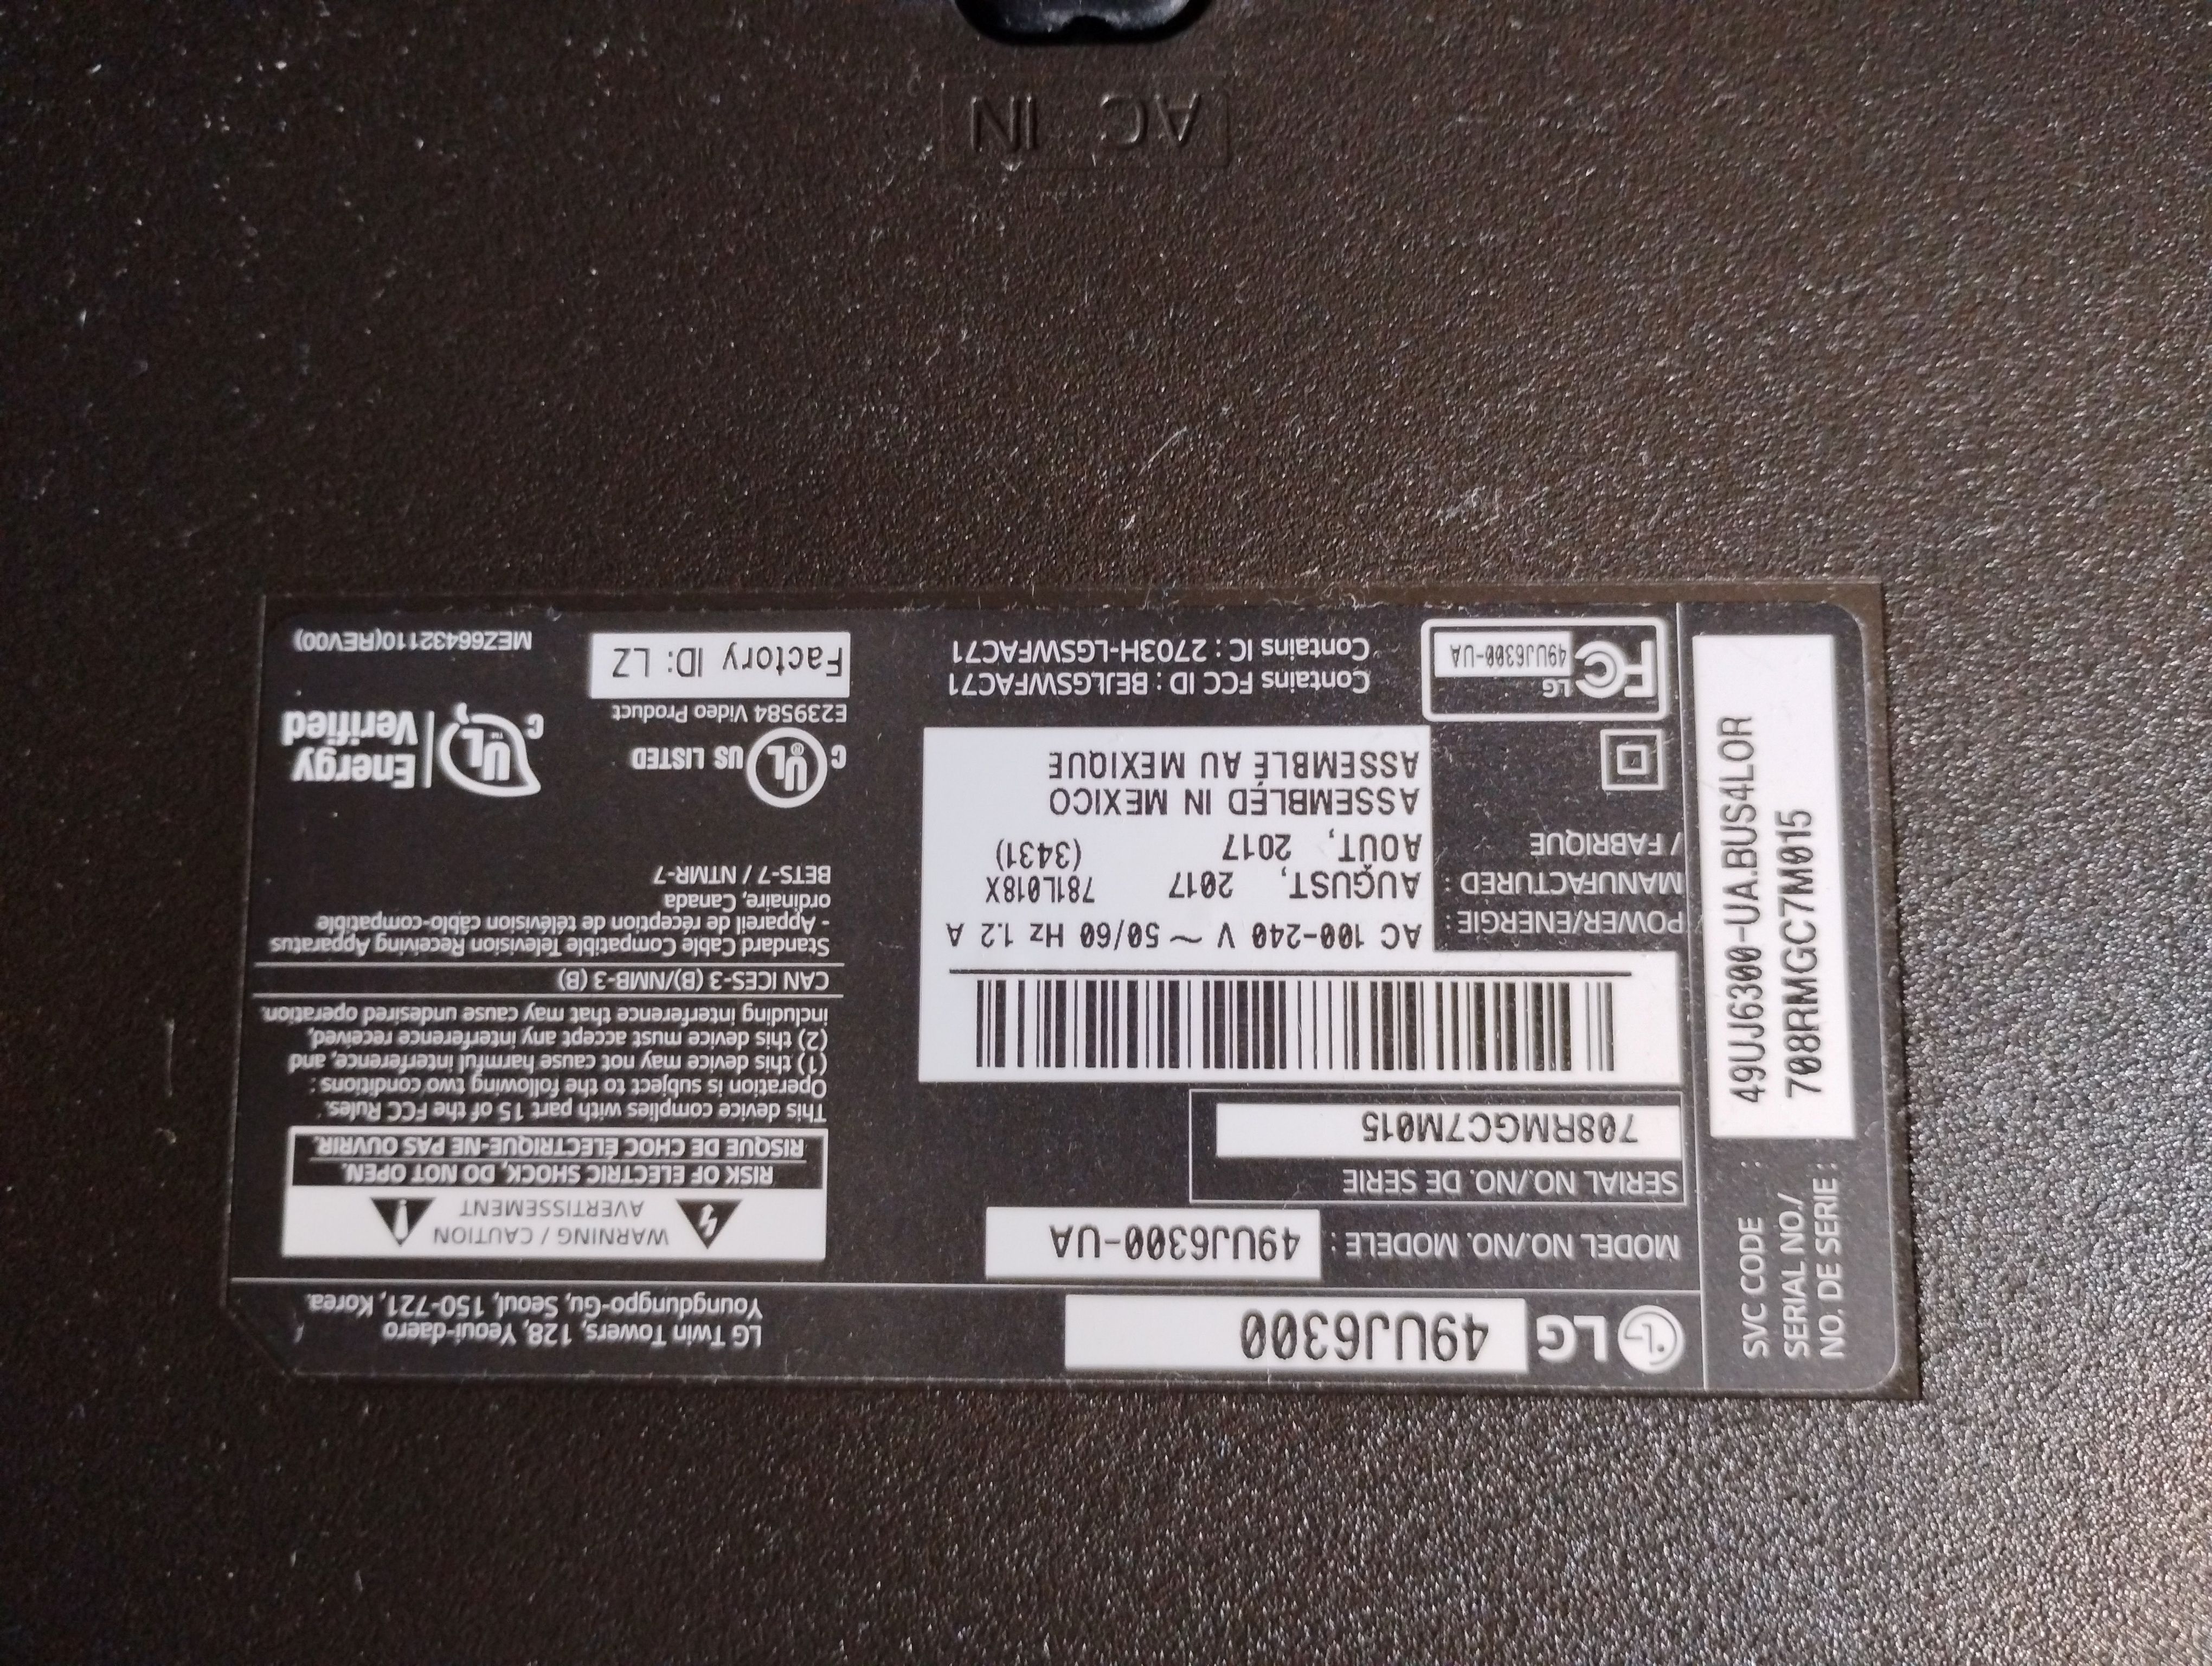 LG 49UJ6300
LG Twin Towers, 128, Yeoui-daero
Youngdungpo-Gu, Seoul, 150-721, Korea.
MODEL NO./NO. MODELE : 49UJ6300-UA
SERIAL NO./NO. DE SERIE
708RMGC7M015
POWER/ENERGIE : AC 100-240 V ~ 50/60 Hz 1.2 A
MANUFACTURED : AUGUST, 2017 781L018X
/ FABRIQUE AOUT, 2017 (3431)
ASSEMBLED IN MEXICO
ASSEMBLÉ AU MEXIQUE
FC LG
49UJ6300-UA
Contains FCC ID : BEJLGSWFAC71
Contains IC : 2703H-LGSWFAC71
WARNING / CAUTION
AVERTISSEMENT
RISK OF ELECTRIC SHOCK, DO NOT OPEN.
RISQUE DE CHOC ÉLECTRIQUE-NE PAS OUVRIR.
This device complies with part 15 of the FCC Rules.
Operation is subject to the following two conditions :
(1) this device may not cause harmful interference, and
(2) this device must accept any interference received,
including interference that may cause undesired operation.
CAN ICES-3 (B)/NMB-3 (B)
Standard Cable Compatible Television Receiving Apparatus
- Appareil de réception de télévision câblo-compatible
ordinaire, Canada
BETS-7 / NTMR-7
C UL ® US LISTED
E239584 Video Product
Factory ID: LZ
C UL ™ Energy
Verified
MEZ66432110(REV00)
SVC CODE : 49UJ6300-UA.BUS4LOR
SERIAL NO./
NO. DE SERIE : 708RMGC7M015
AC IN